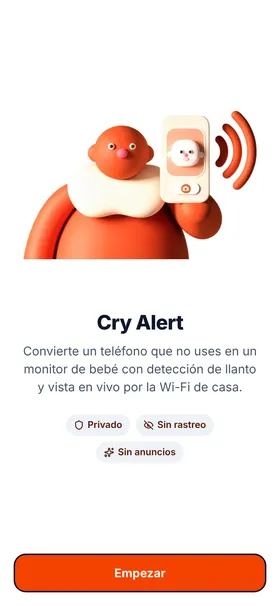 Cry Alert
Convierte un teléfono que no uses en un
monitor de bebé con detección de llanto
y vista en vivo por la Wi-Fi de casa.
Privado
Sin rastreo
Sin anuncios
Empezar